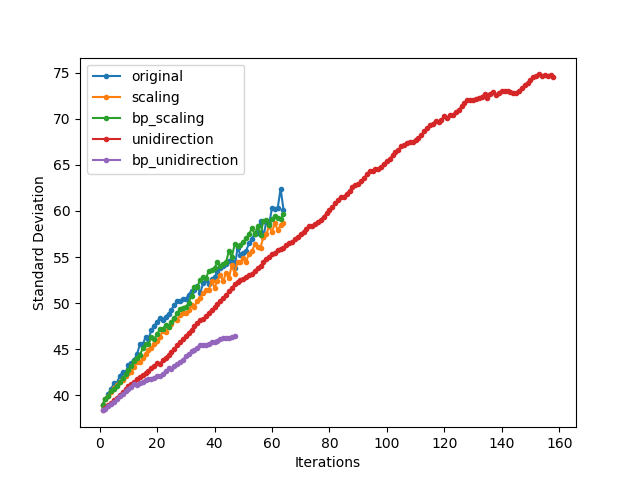 original
scaling
bp_scaling
unidirection
bp_unidirection
75
70
65
60
55
50
45
40
Standard Deviation
0 20 40 60 80 100 120 140 160
Iterations